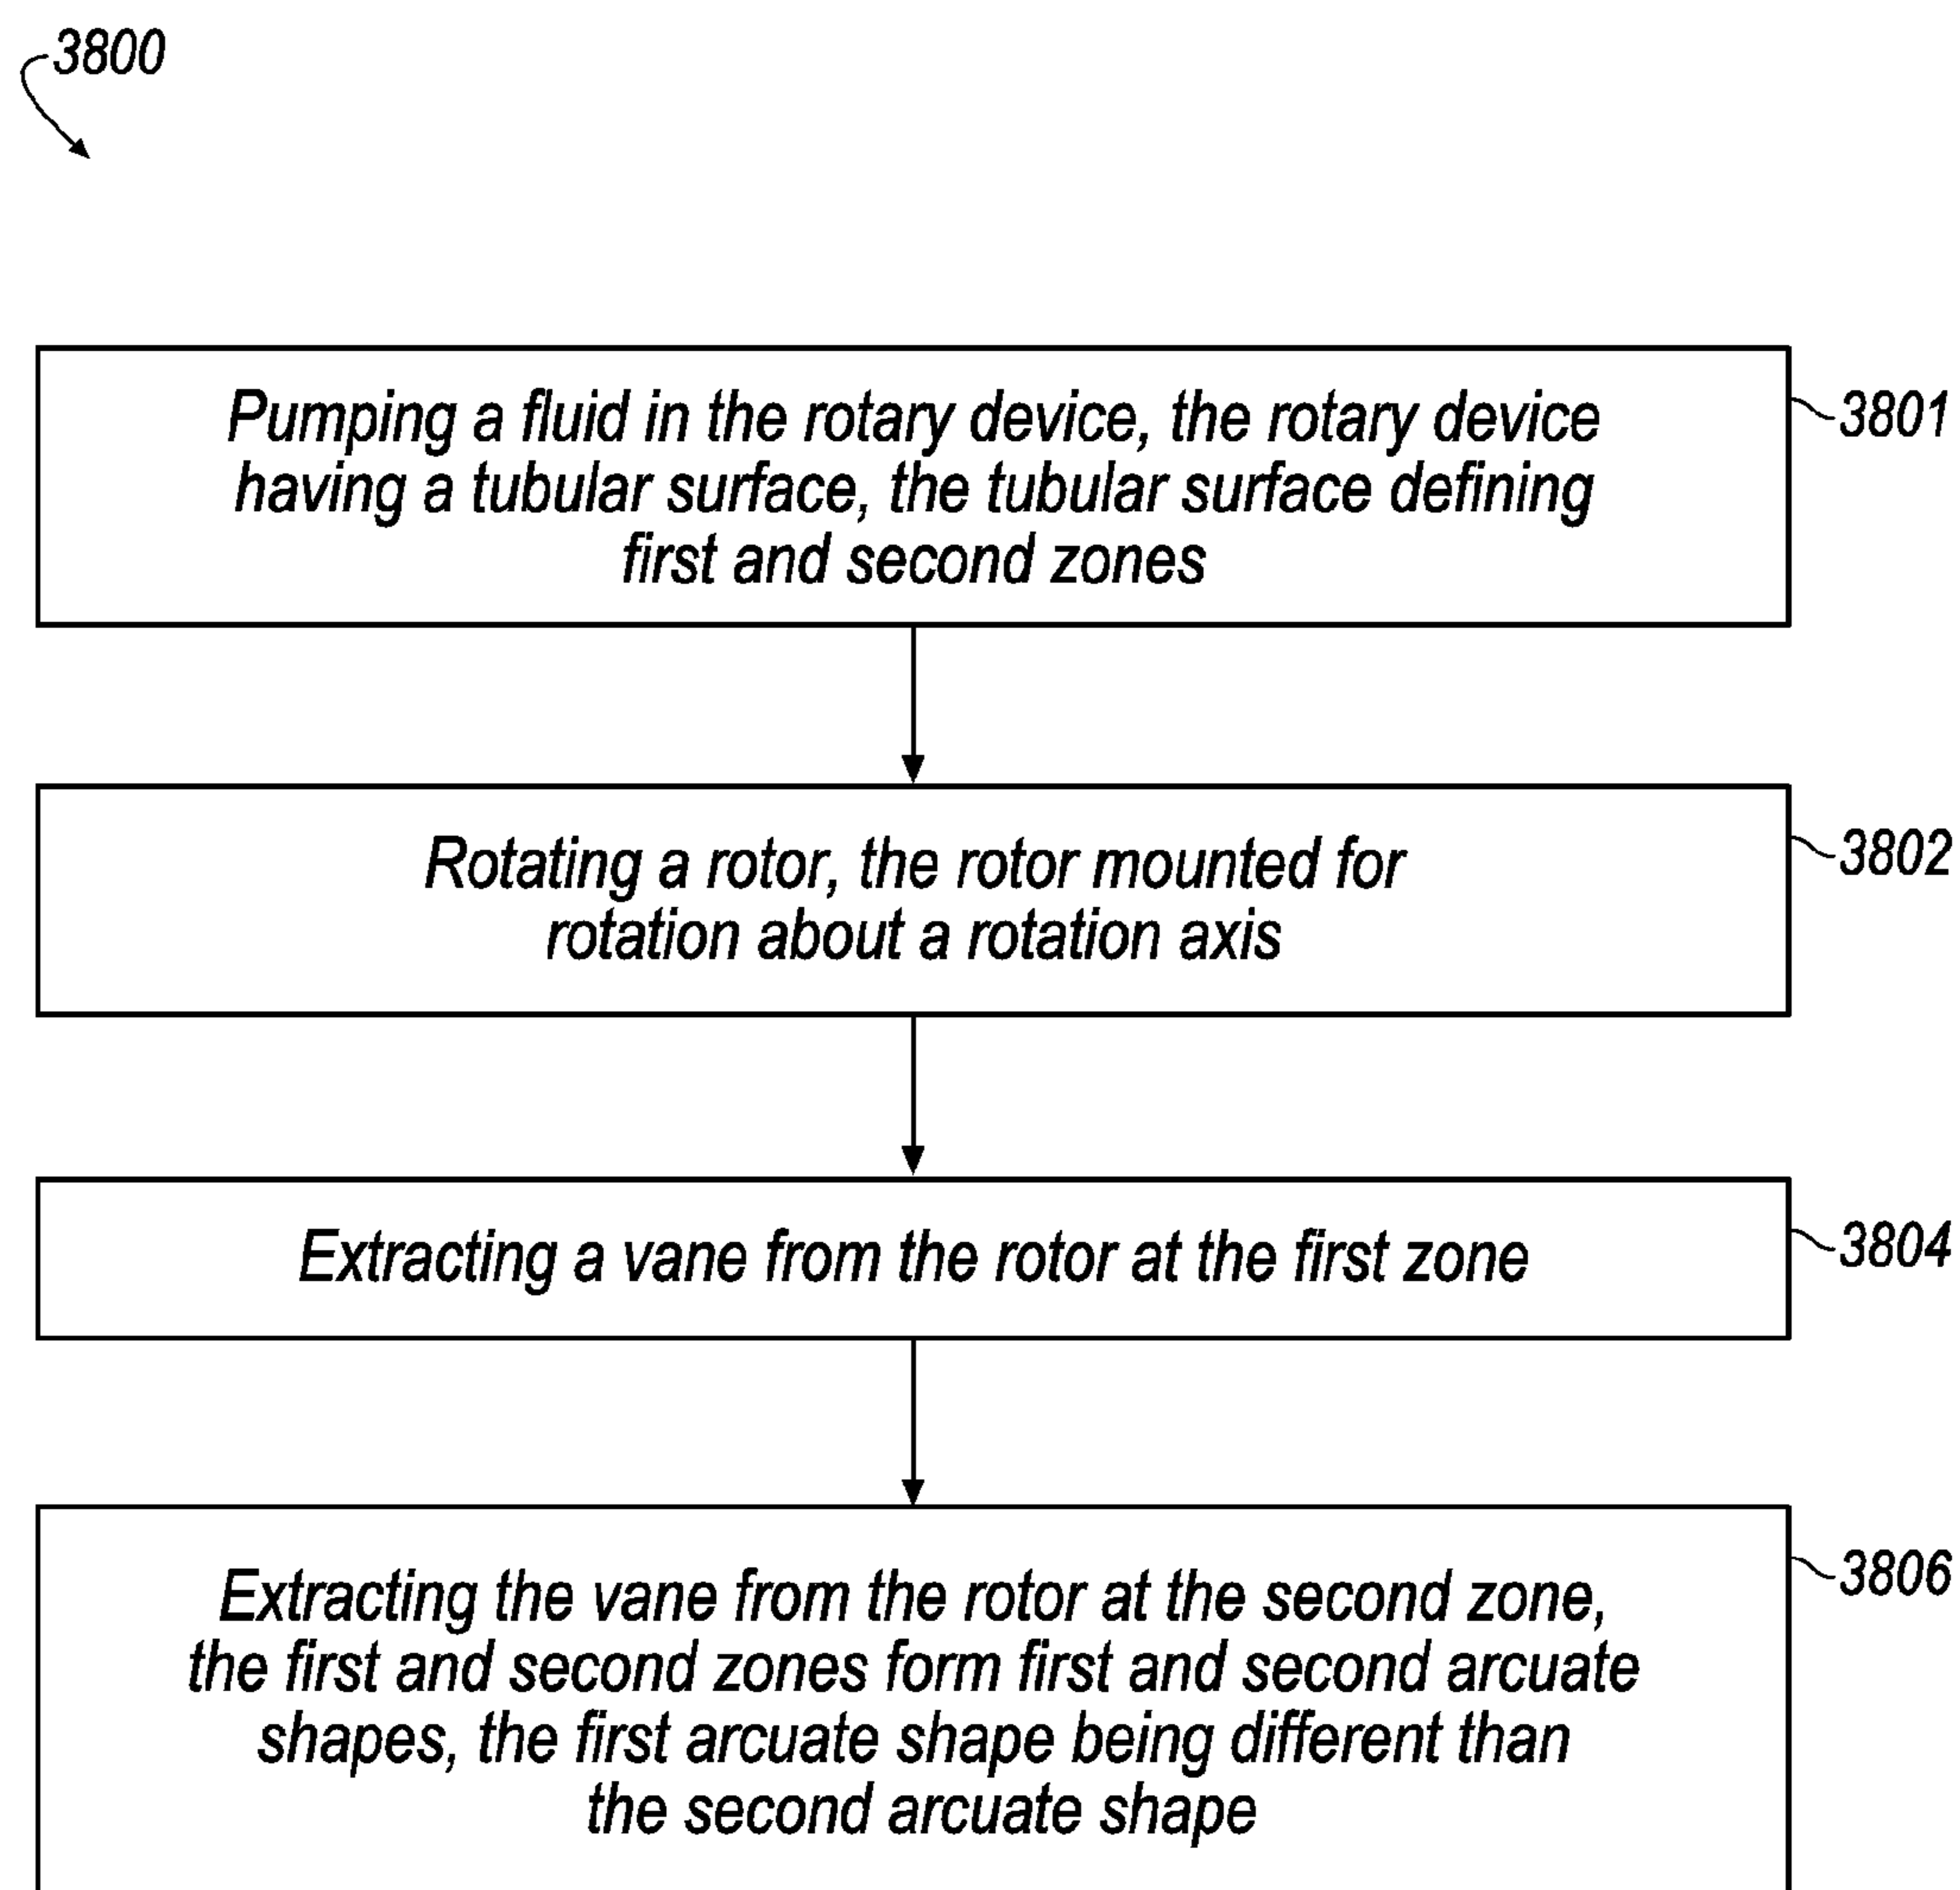 3800
Pumping a fluid in the rotary device, the rotary device
having a tubular surface, the tubular surface defining
first and second zones
3801
Rotating a rotor, the rotor mounted for
rotation about a rotation axis
3802
Extracting a vane from the rotor at the first zone
3804
Extracting the vane from the rotor at the second zone,
the first and second zones form first and second arcuate
shapes, the first arcuate shape being different than
the second arcuate shape
3806